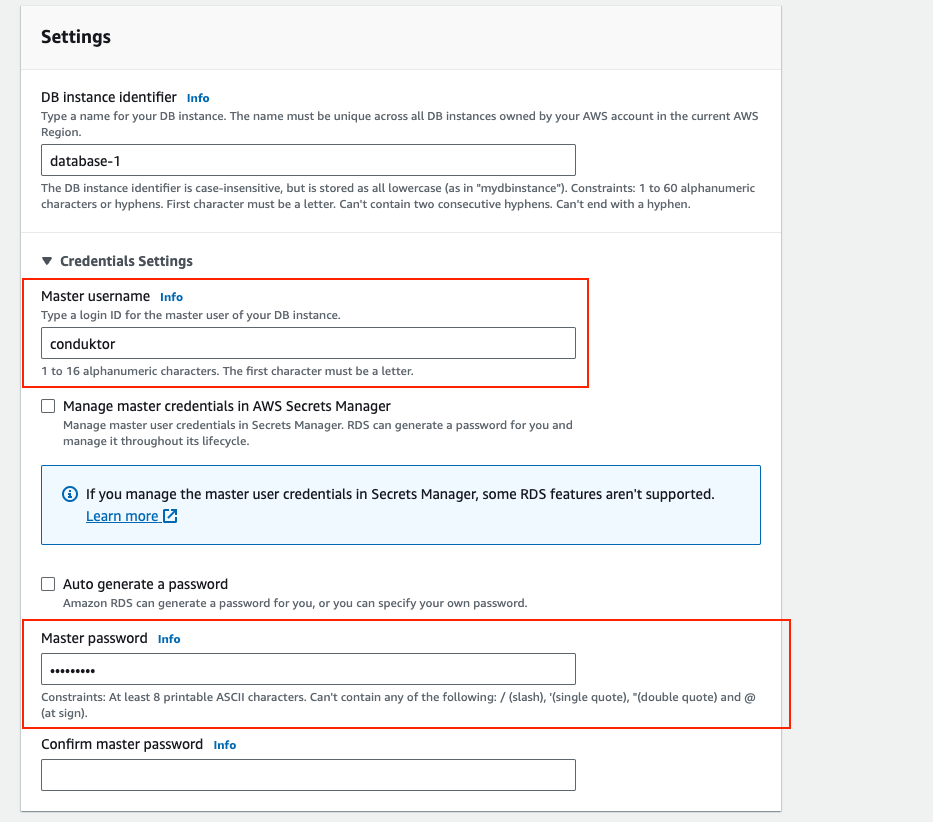 Settings
DB instance identifier Info
Type a name for your DB instance. The name must be unique across all DB instances owned by your AWS account in the current AWS
Region.
database-1
The DB instance identifier is case-insensitive, but is stored as all lowercase (as in "mydbinstance"). Constraints: 1 to 60 alphanumeric
characters or hyphens. First character must be a letter. Can't contain two consecutive hyphens. Can't end with a hyphen.
▼ Credentials Settings
Master username Info
Type a login ID for the master user of your DB instance.
conduktor
1 to 16 alphanumeric characters. The first character must be a letter.
Manage master credentials in AWS Secrets Manager
Manage master user credentials in Secrets Manager. RDS can generate a password for you and
manage it throughout its lifecycle.
If you manage the master user credentials in Secrets Manager, some RDS features aren't supported.
Learn more
Auto generate a password
Amazon RDS can generate a password for you, or you can specify your own password.
Master password Info
•••••••••
Constraints: At least 8 printable ASCII characters. Can't contain any of the following: / (slash), '(single quote), "(double quote) and @
(at sign).
Confirm master password Info